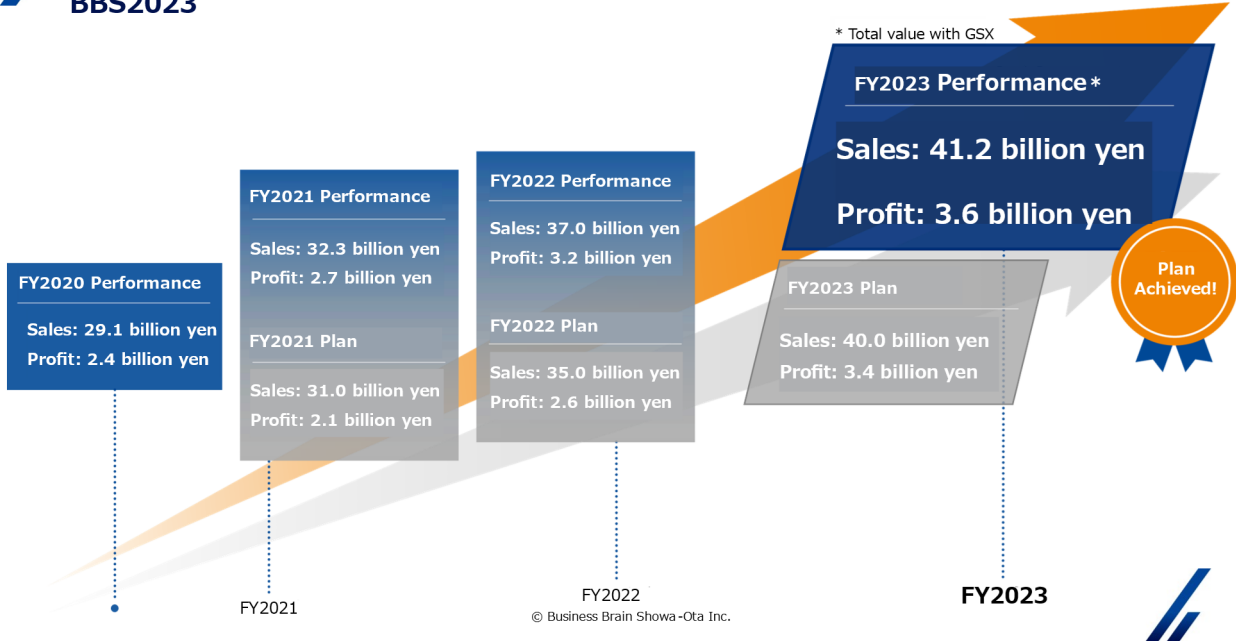 BBS2023
* Total value with GSX
FY2023 Performance*
Sales: 41.2 billion yen
Profit: 3.6 billion yen
FY2022 Performance
Sales: 37.0 billion yen
Profit: 3.2 billion yen
FY2021 Performance
Sales: 32.3 billion yen
Profit: 2.7 billion yen
FY2020 Performance
Sales: 29.1 billion yen
Profit: 2.4 billion yen
FY2021 Plan
Sales: 31.0 billion yen
Profit: 2.1 billion yen
FY2022 Plan
Sales: 35.0 billion yen
Profit: 2.6 billion yen
FY2023 Plan
Sales: 40.0 billion yen
Profit: 3.4 billion yen
Plan
Achieved!
FY2021
FY2022
FY2023
© Business Brain Showa-Ota Inc.